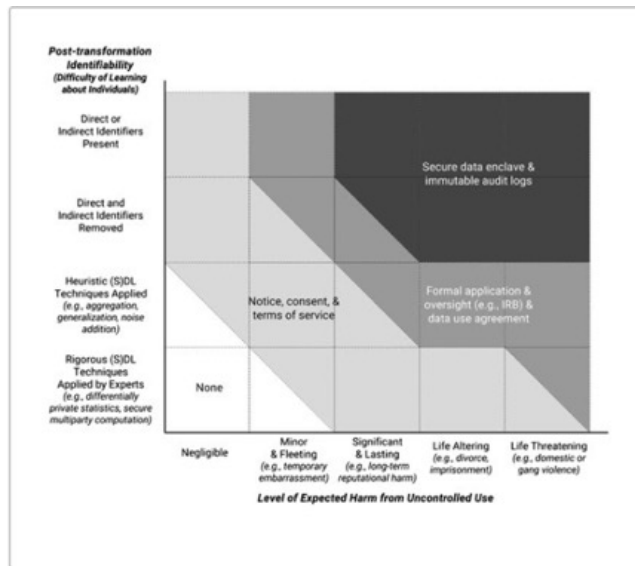 Post-transformation
Identifiability
(Difficulty of Learning
about Individuals)
Direct or
Indirect Identifiers
Present
Direct and
Indirect Identifiers
Removed
Heuristic (S)DL
Techniques Applied
(e.g., aggregation,
generalization, noise
addition)
Rigorous (S)DL
Techniques
Applied by Experts
(e.g., differentially
private statistics, secure
multiparty computation)
Secure data enclave &
immutable audit logs
Notice, consent, &
terms of service
Formal application &
oversight (e.g., IRB) &
data use agreement
None
Negligible
Minor
& Fleeting
(e.g., temporary
embarrassment)
Significant
& Lasting
(e.g., long-term
reputational harm)
Life Altering
(e.g., divorce,
imprisonment)
Life Threatening
(e.g., domestic or
gang violence)
Level of Expected Harm from Uncontrolled Use